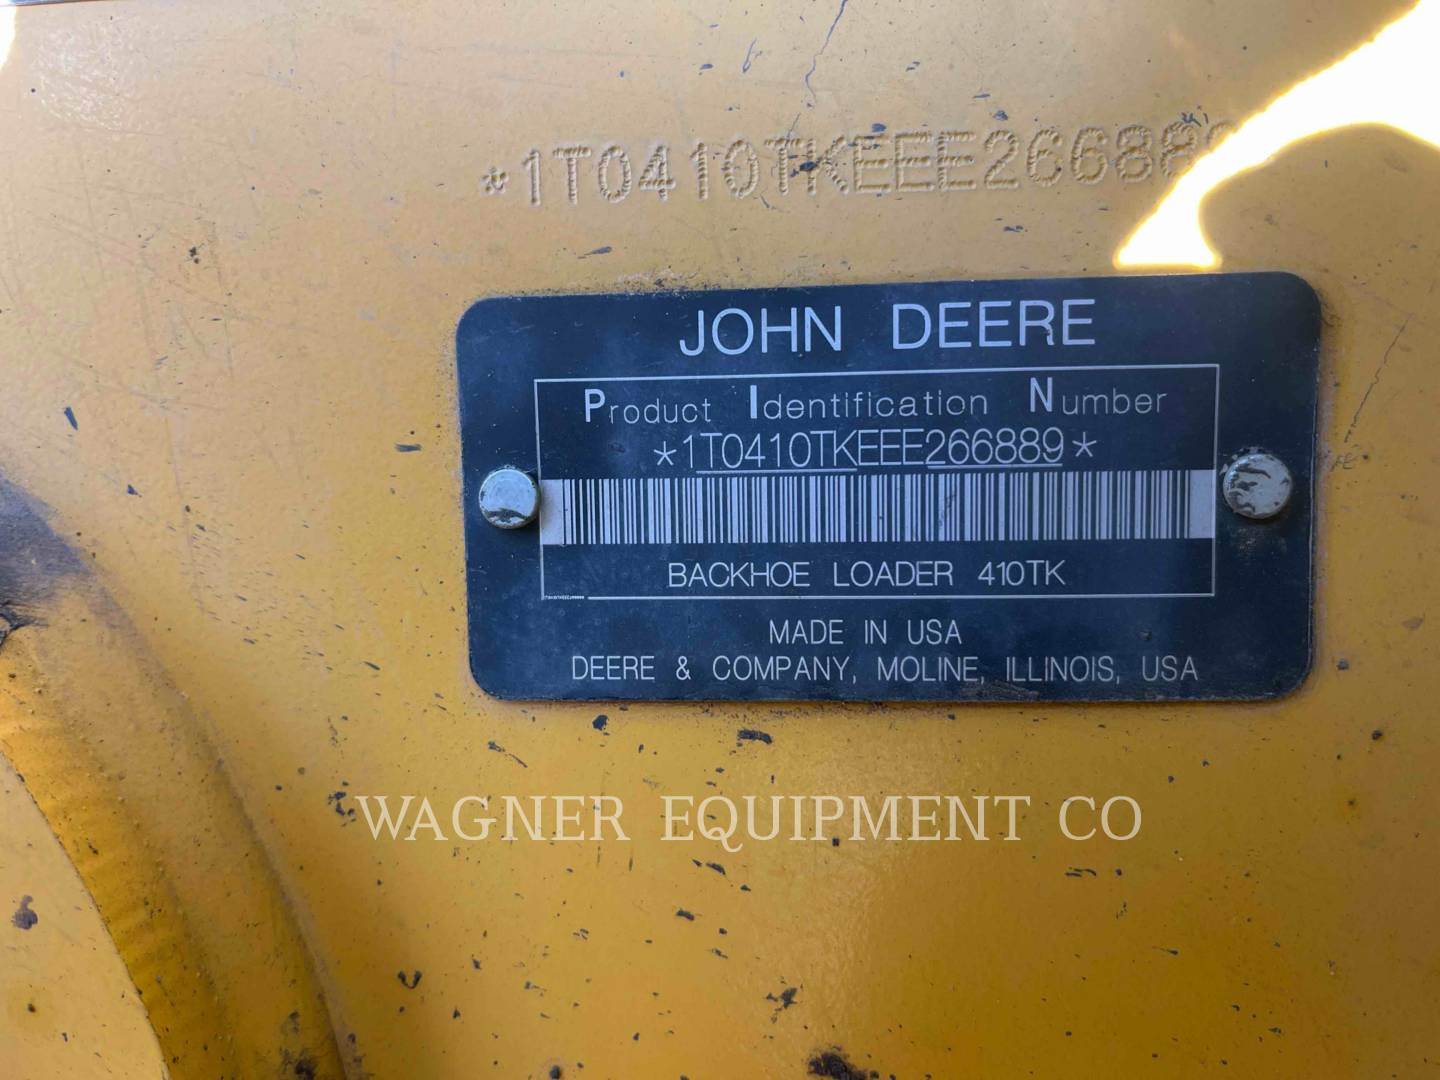 *1T0410TKEEE266889
JOHN DEERE
Product Identification Number
*1T0410TKEEE266889*
BACKHOE LOADER 410TK
MADE IN USA
DEERE & COMPANY, MOLINE, ILLINOIS, USA
WAGNER EQUIPMENT CO